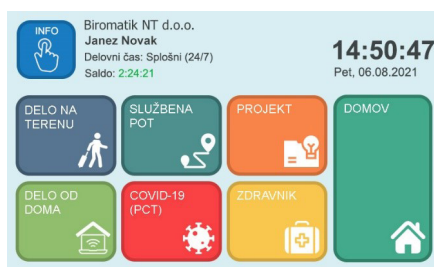 INFO
Biromatik NT d.o.o.
Janez Novak
Delovni čas: Splošni (24/7)
Saldo: 2:24:21
14:50:47
Pet, 06.08.2021
DELO NA
TERENU
SLUŽBENA
POT
PROJEKT
DOMOV
DELO OD
DOMA
COVID-19
(PCT)
ZDRAVNIK